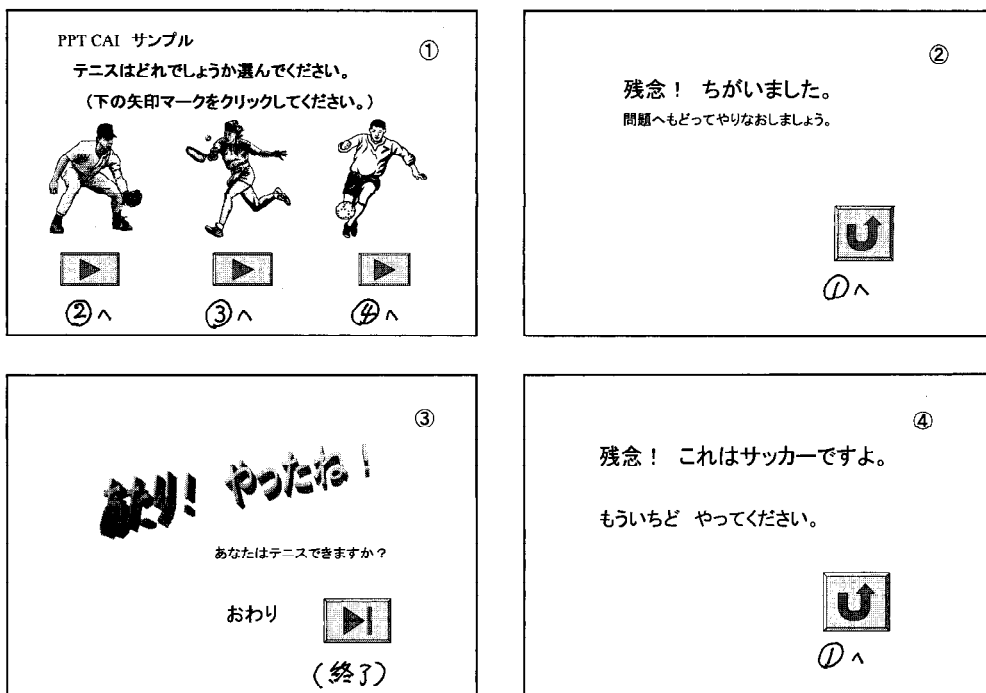 PPT CAI サンプル
①
テニスはどれでしょうか選んでください。
（下の矢印マークをクリックしてください。）
②へ
③へ
④へ
②
残念！ ちがいました。
問題へもどってやりなおしましょう。
①へ
③
あたり！ やったね！
あなたはテニスできますか？
おわり
（終了）
④
残念！ これはサッカーですよ。
もういちど やってください。
①へ